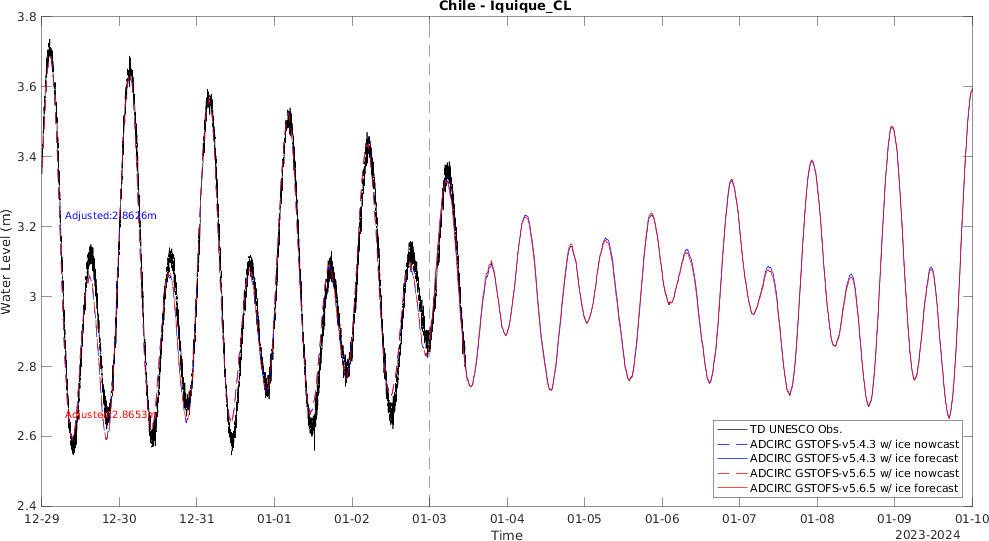 Chile - Iquique_CL
Water Level (m)
3.8
3.6
3.4
3.2
3
2.8
2.6
2.4
Adjusted:2.8626m
Adjusted:2.8653m
TD UNESCO Obs.
ADCIRC GSTOFS-v5.4.3 w/ ice nowcast
ADCIRC GSTOFS-v5.4.3 w/ ice forecast
ADCIRC GSTOFS-v5.6.5 w/ ice nowcast
ADCIRC GSTOFS-v5.6.5 w/ ice forecast
12-29 12-30 12-31 01-01 01-02 01-03 01-04 01-05 01-06 01-07 01-08 01-09 01-10
Time
2023-2024